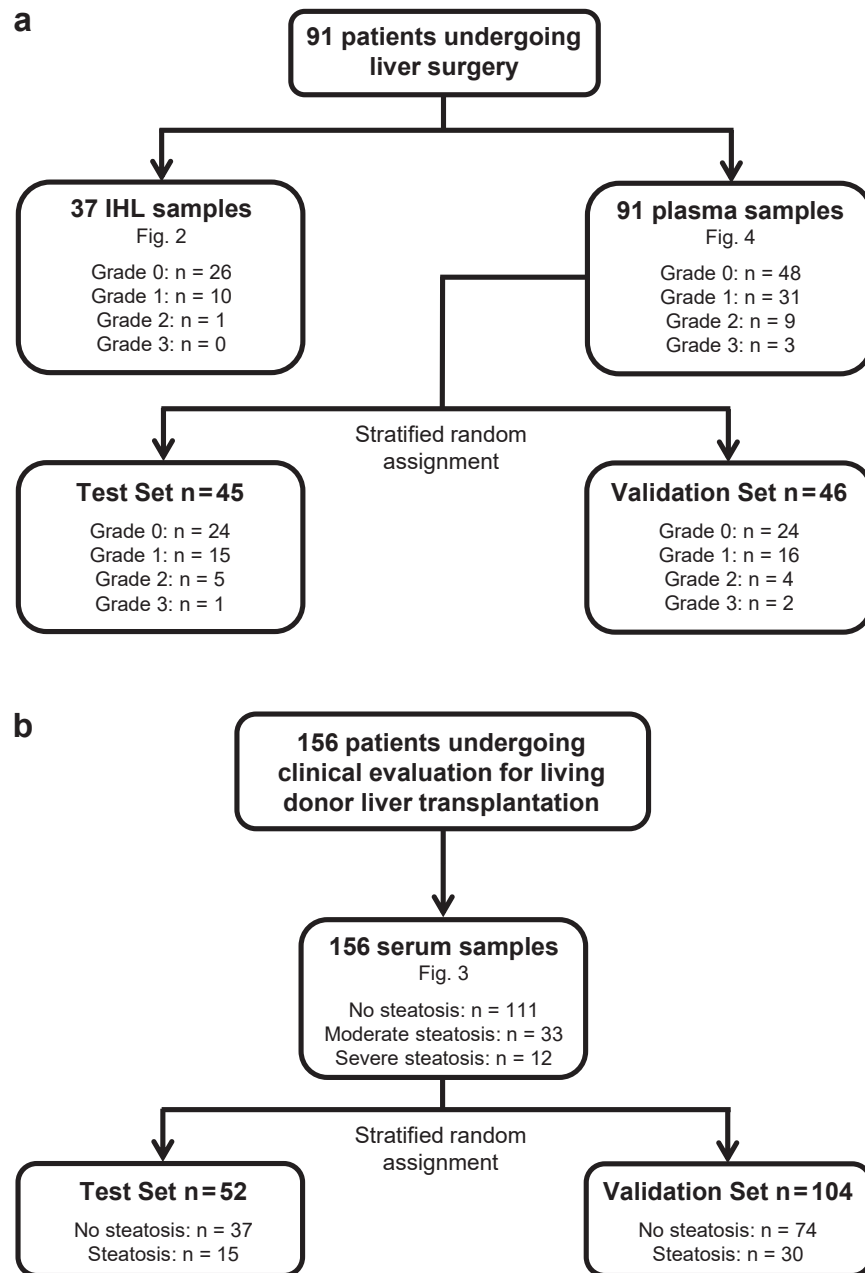 a
91 patients undergoing
liver surgery
37 IHL samples
Fig. 2
Grade 0: n = 26
Grade 1: n = 10
Grade 2: n = 1
Grade 3: n = 0
91 plasma samples
Fig. 4
Grade 0: n = 48
Grade 1: n = 31
Grade 2: n = 9
Grade 3: n = 3
Stratified random
assignment
Test Set n=45
Grade 0: n = 24
Grade 1: n = 15
Grade 2: n = 5
Grade 3: n = 1
Validation Set n=46
Grade 0: n = 24
Grade 1: n = 16
Grade 2: n = 4
Grade 3: n = 2
b
156 patients undergoing
clinical evaluation for living
donor liver transplantation
156 serum samples
Fig. 3
No steatosis: n = 111
Moderate steatosis: n = 33
Severe steatosis: n = 12
Stratified random
assignment
Test Set n=52
No steatosis: n = 37
Steatosis: n = 15
Validation Set n=104
No steatosis: n = 74
Steatosis: n = 30